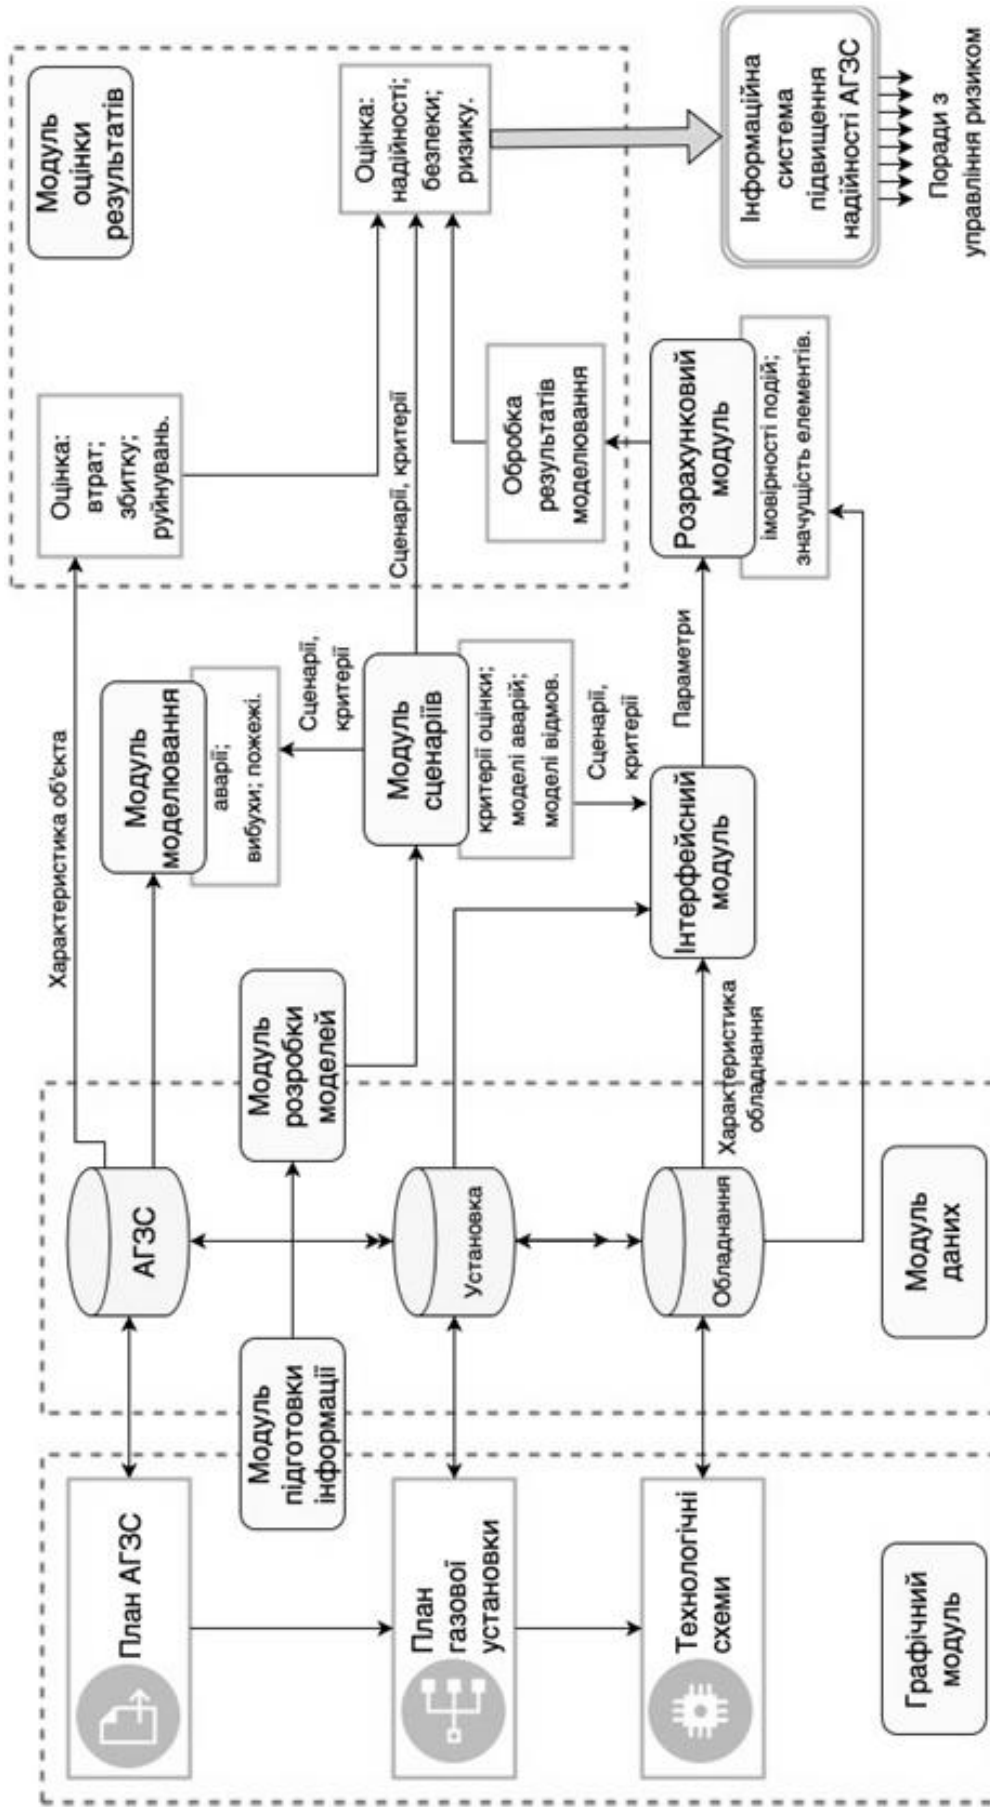 План АГЗС
План
газової
установки
Технологічні
схеми
Графічний
модуль
Модуль
підготовки
інформації
АГЗС
Установка
Обладнання
Модуль
даних
Модуль
розробки
моделей
Характеристика об'єкта
Характеристика
обладнання
Модуль
моделювання
аварії;
вибухи; пожежі.
Сценарії,
критерії
Модуль
сценаріїв
критерії оцінки;
моделі аварій;
моделі відмов.
Сценарії,
критерії
Інтерфейсний
модуль
Параметри
Сценарії, критерії
Оцінка:
втрат;
збитку;
руйнувань.
Обробка
результатів
моделювання
Розрахунковий
модуль
імовірності подій;
значущість елементів.
Модуль
оцінки
результатів
Оцінка:
надійності;
безпеки;
ризику.
Інформаційна
система
підвищення
надійності АГЗС
Поради з
управління ризиком